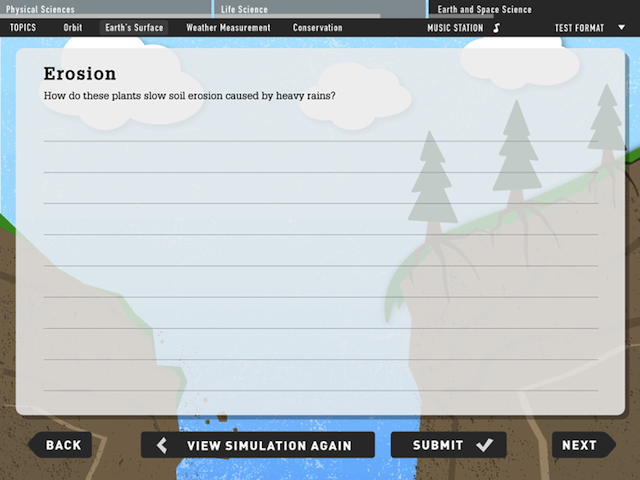 Physical Sciences
Life Science
Earth and Space Science
TOPICS
Orbit
Earth's Surface
Weather Measurement
Conservation
MUSIC STATION
TEST FORMAT
Erosion
How do these plants slow soil erosion caused by heavy rains?
BACK
VIEW SIMULATION AGAIN
SUBMIT
NEXT